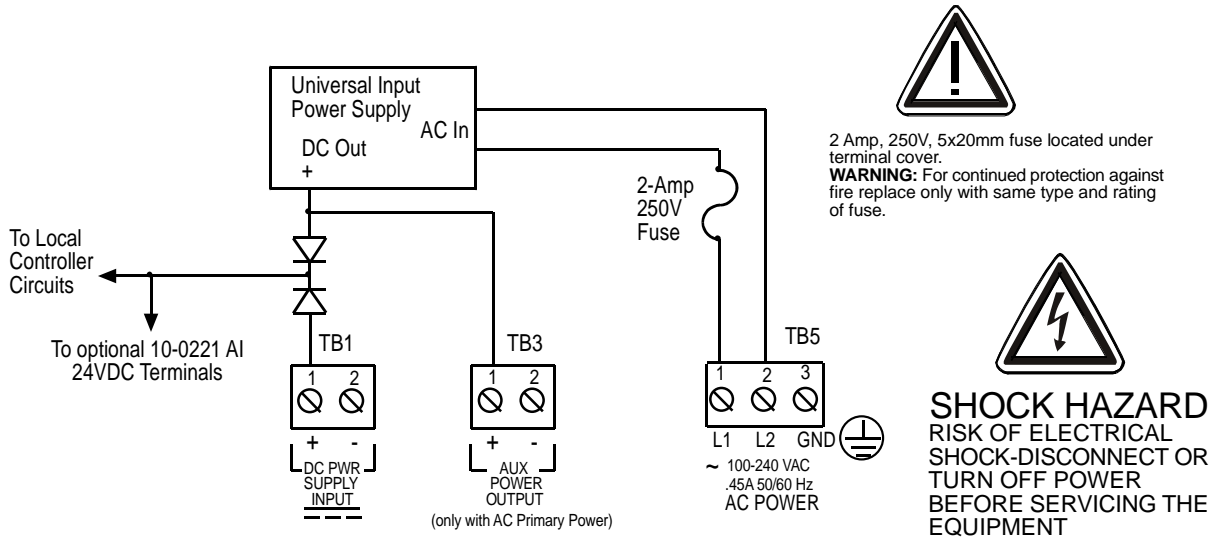 Universal Input
Power Supply
AC In
DC Out
+
2-Amp
250V
Fuse
To Local
Controller
Circuits
To optional 10-0221 AI
24VDC Terminals
TB1
1 2
+ -
DC PWR
SUPPLY
INPUT
TB3
1 2
+ -
AUX
POWER
OUTPUT
(only with AC Primary Power)
TB5
1 2 3
L1 L2 GND
~ 100-240 VAC
.45A 50/60 Hz
AC POWER
!
2 Amp, 250V, 5x20mm fuse located under
terminal cover.
WARNING: For continued protection against
fire replace only with same type and rating
of fuse.
SHOCK HAZARD
RISK OF ELECTRICAL
SHOCK-DISCONNECT OR
TURN OFF POWER
BEFORE SERVICING THE
EQUIPMENT